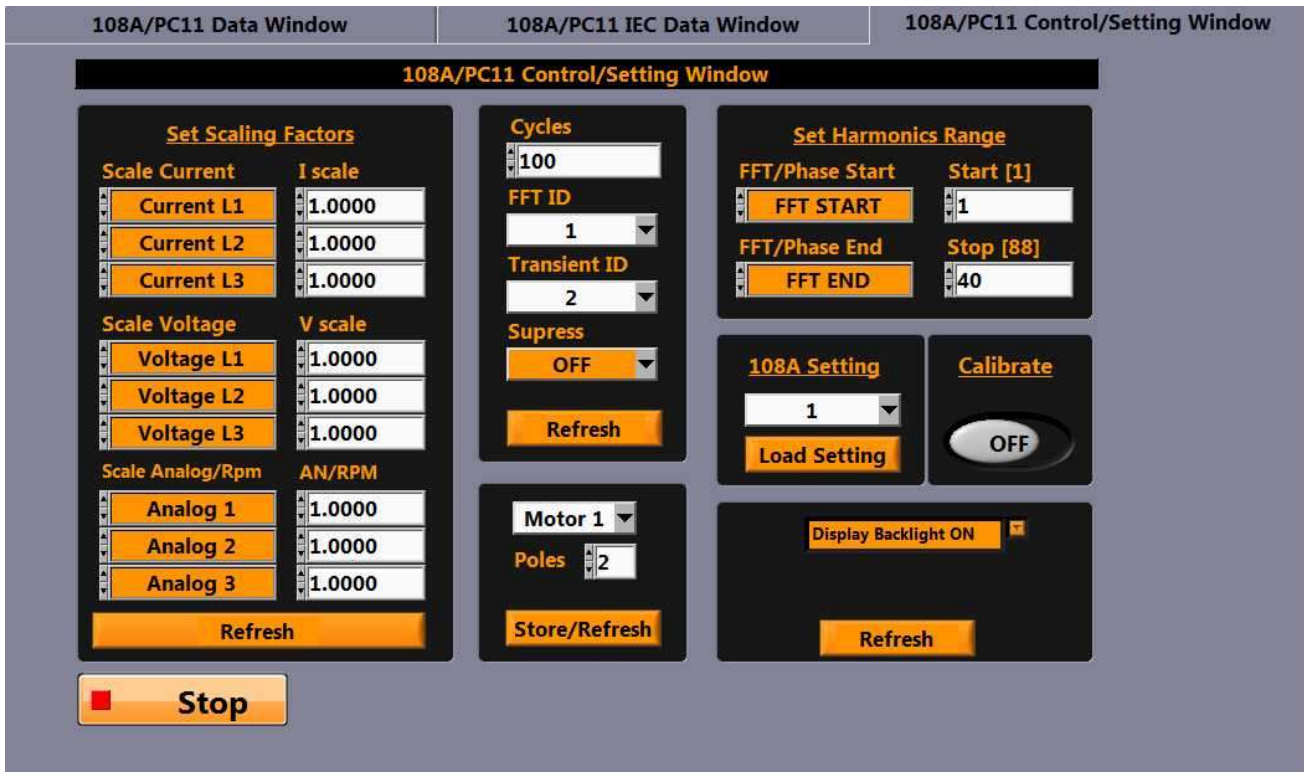 108A/PC11 Data Window
108A/PC11 IEC Data Window
108A/PC11 Control/Setting Window
108A/PC11 Control/Setting Window
Set Scaling Factors
Scale Current I scale
Current L1 1.0000
Current L2 1.0000
Current L3 1.0000
Scale Voltage V scale
Voltage L1 1.0000
Voltage L2 1.0000
Voltage L3 1.0000
Scale Analog/Rpm AN/RPM
Analog 1 1.0000
Analog 2 1.0000
Analog 3 1.0000
Refresh
Cycles
100
FFT ID
1
Transient ID
2
Supress
OFF
Refresh
Motor 1
Poles 2
Store/Refresh
Set Harmonics Range
FFT/Phase Start Start [1]
FFT START 1
FFT/Phase End Stop [88]
FFT END 40
108A Setting
1
Load Setting
Calibrate
OFF
Display Backlight ON
Refresh
Stop